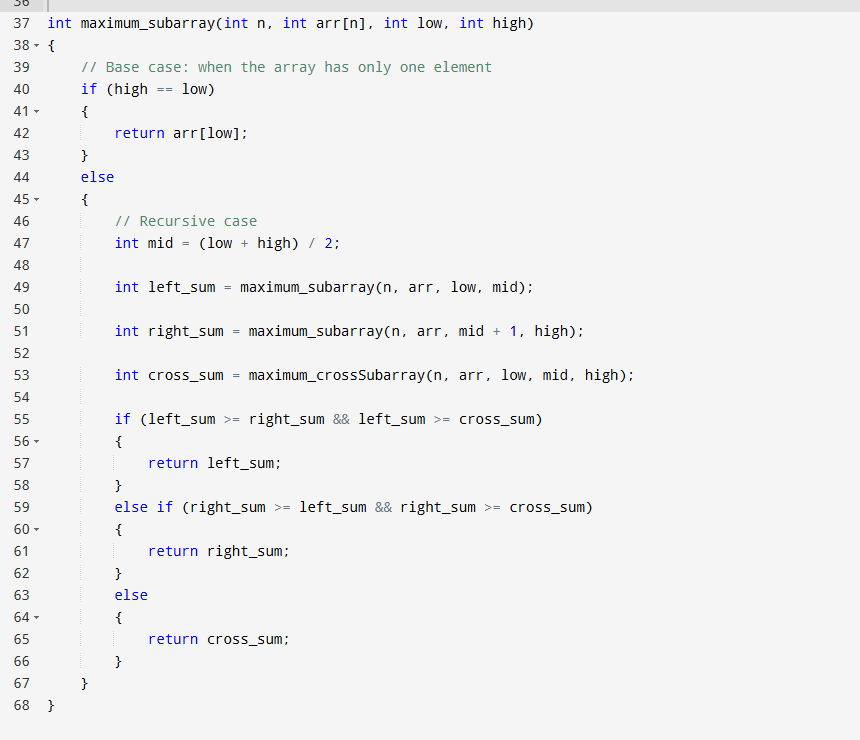 36
37 int maximum_subarray(int n, int arr[n], int low, int high)
38 {
39     // Base case: when the array has only one element
40     if (high == low)
41     {
42         return arr[low];
43     }
44     else
45     {
46         // Recursive case
47         int mid = (low + high) / 2;
48
49         int left_sum = maximum_subarray(n, arr, low, mid);
50
51         int right_sum = maximum_subarray(n, arr, mid + 1, high);
52
53         int cross_sum = maximum_crossSubarray(n, arr, low, mid, high);
54
55         if (left_sum >= right_sum && left_sum >= cross_sum)
56         {
57             return left_sum;
58         }
59         else if (right_sum >= left_sum && right_sum >= cross_sum)
60         {
61             return right_sum;
62         }
63         else
64         {
65             return cross_sum;
66         }
67     }
68 }